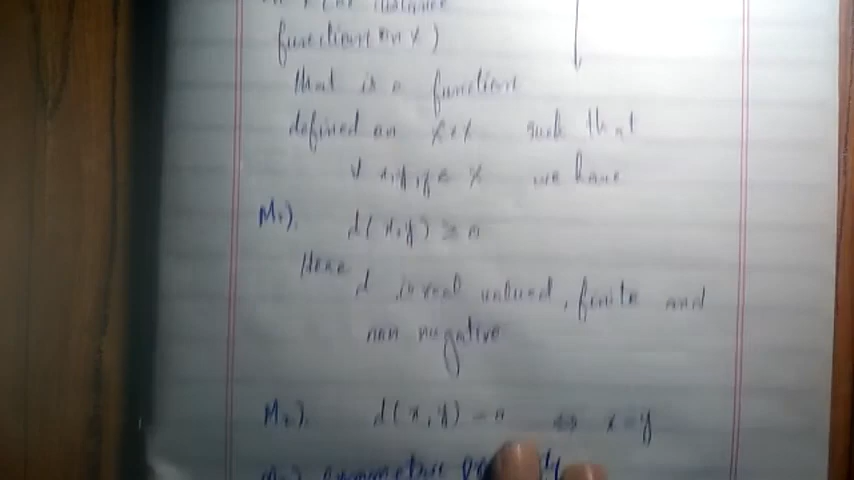 function on X)
that is a function
defined on X × X such that
∀ x,y,z ∈ X we have
M₁). d(x,y) ≥ 0
Here d is real valued, finite and
non negative
M₂). d(x,y) = 0 ⇔ x = y
symmetric